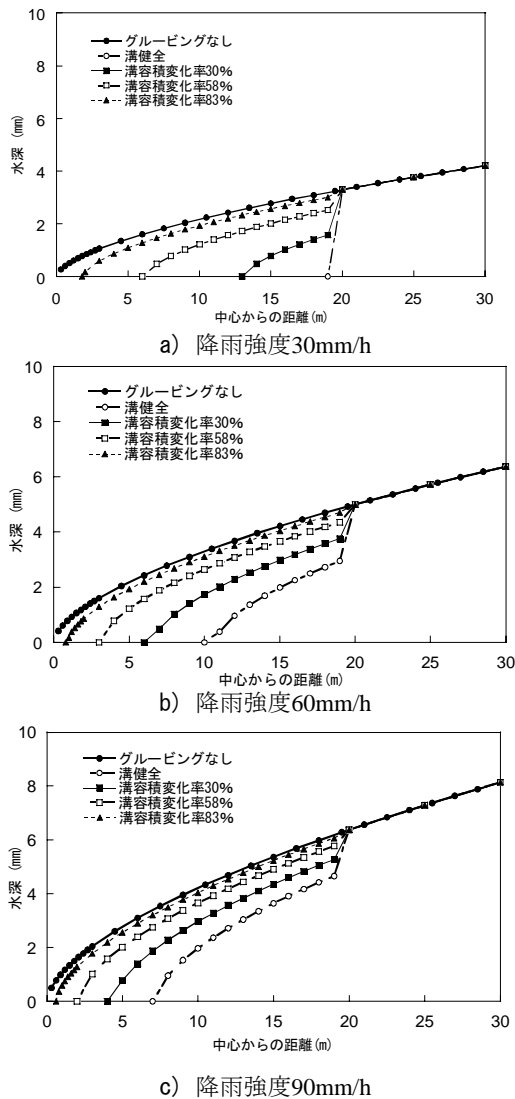 10
8
6
4
2
0
水深 (mm)
グルービングなし
溝健全
溝容積変化率30%
溝容積変化率58%
溝容積変化率83%
0 5 10 15 20 25 30
中心からの距離(m)
a) 降雨強度30mm/h
10
8
6
4
2
0
水深 (mm)
グルービングなし
溝健全
溝容積変化率30%
溝容積変化率58%
溝容積変化率83%
0 5 10 15 20 25 30
中心からの距離(m)
b) 降雨強度60mm/h
10
8
6
4
2
0
水深 (mm)
グルービングなし
溝健全
溝容積変化率30%
溝容積変化率58%
溝容積変化率83%
0 5 10 15 20 25 30
中心からの距離(m)
c) 降雨強度90mm/h